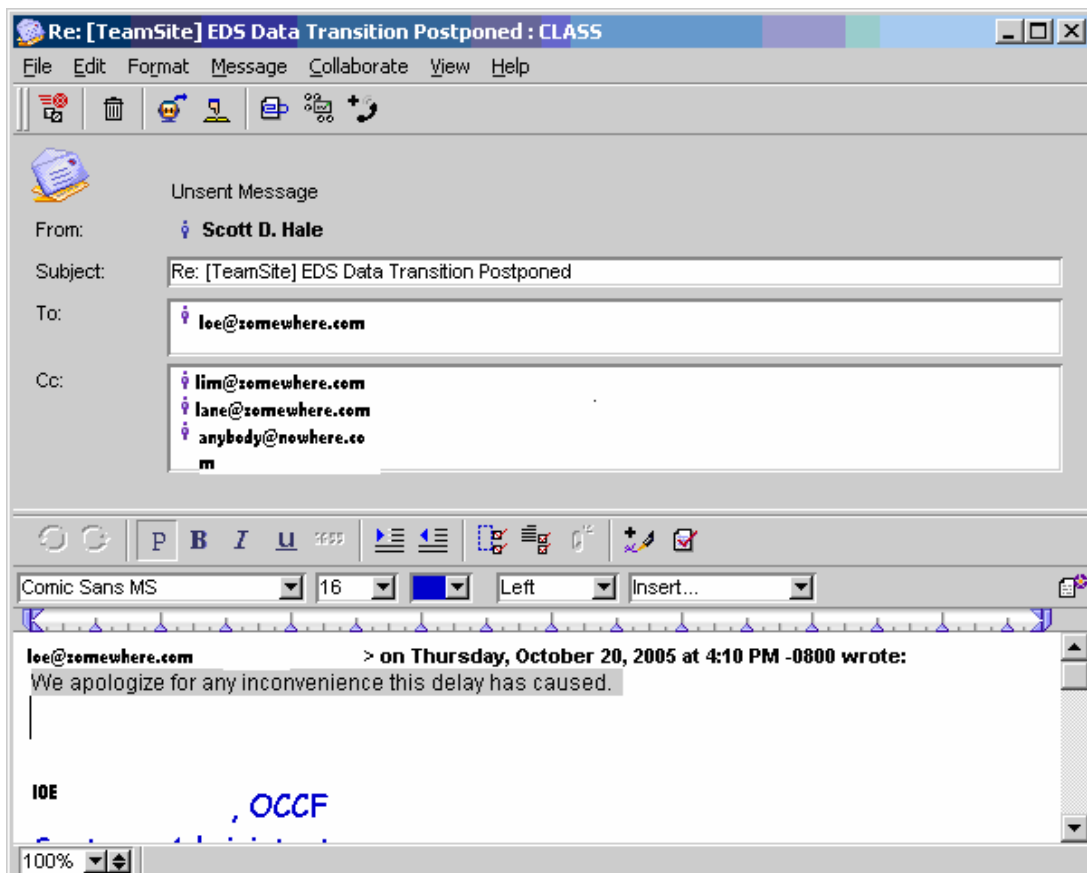 Re: [TeamSite] EDS Data Transition Postponed : CLASS
File Edit Format Message Collaborate View Help
Unsent Message
From: Scott D. Hale
Subject: Re: [TeamSite] EDS Data Transition Postponed
To: loe@zomewhere.com
Cc: lim@zomewhere.com
lane@zomewhere.com
anybody@nowhere.co
m
P B I U
Comic Sans MS 16 Left Insert...
loe@zomewhere.com > on Thursday, October 20, 2005 at 4:10 PM -0800 wrote:
We apologize for any inconvenience this delay has caused.
IOE
, OCCF
100%